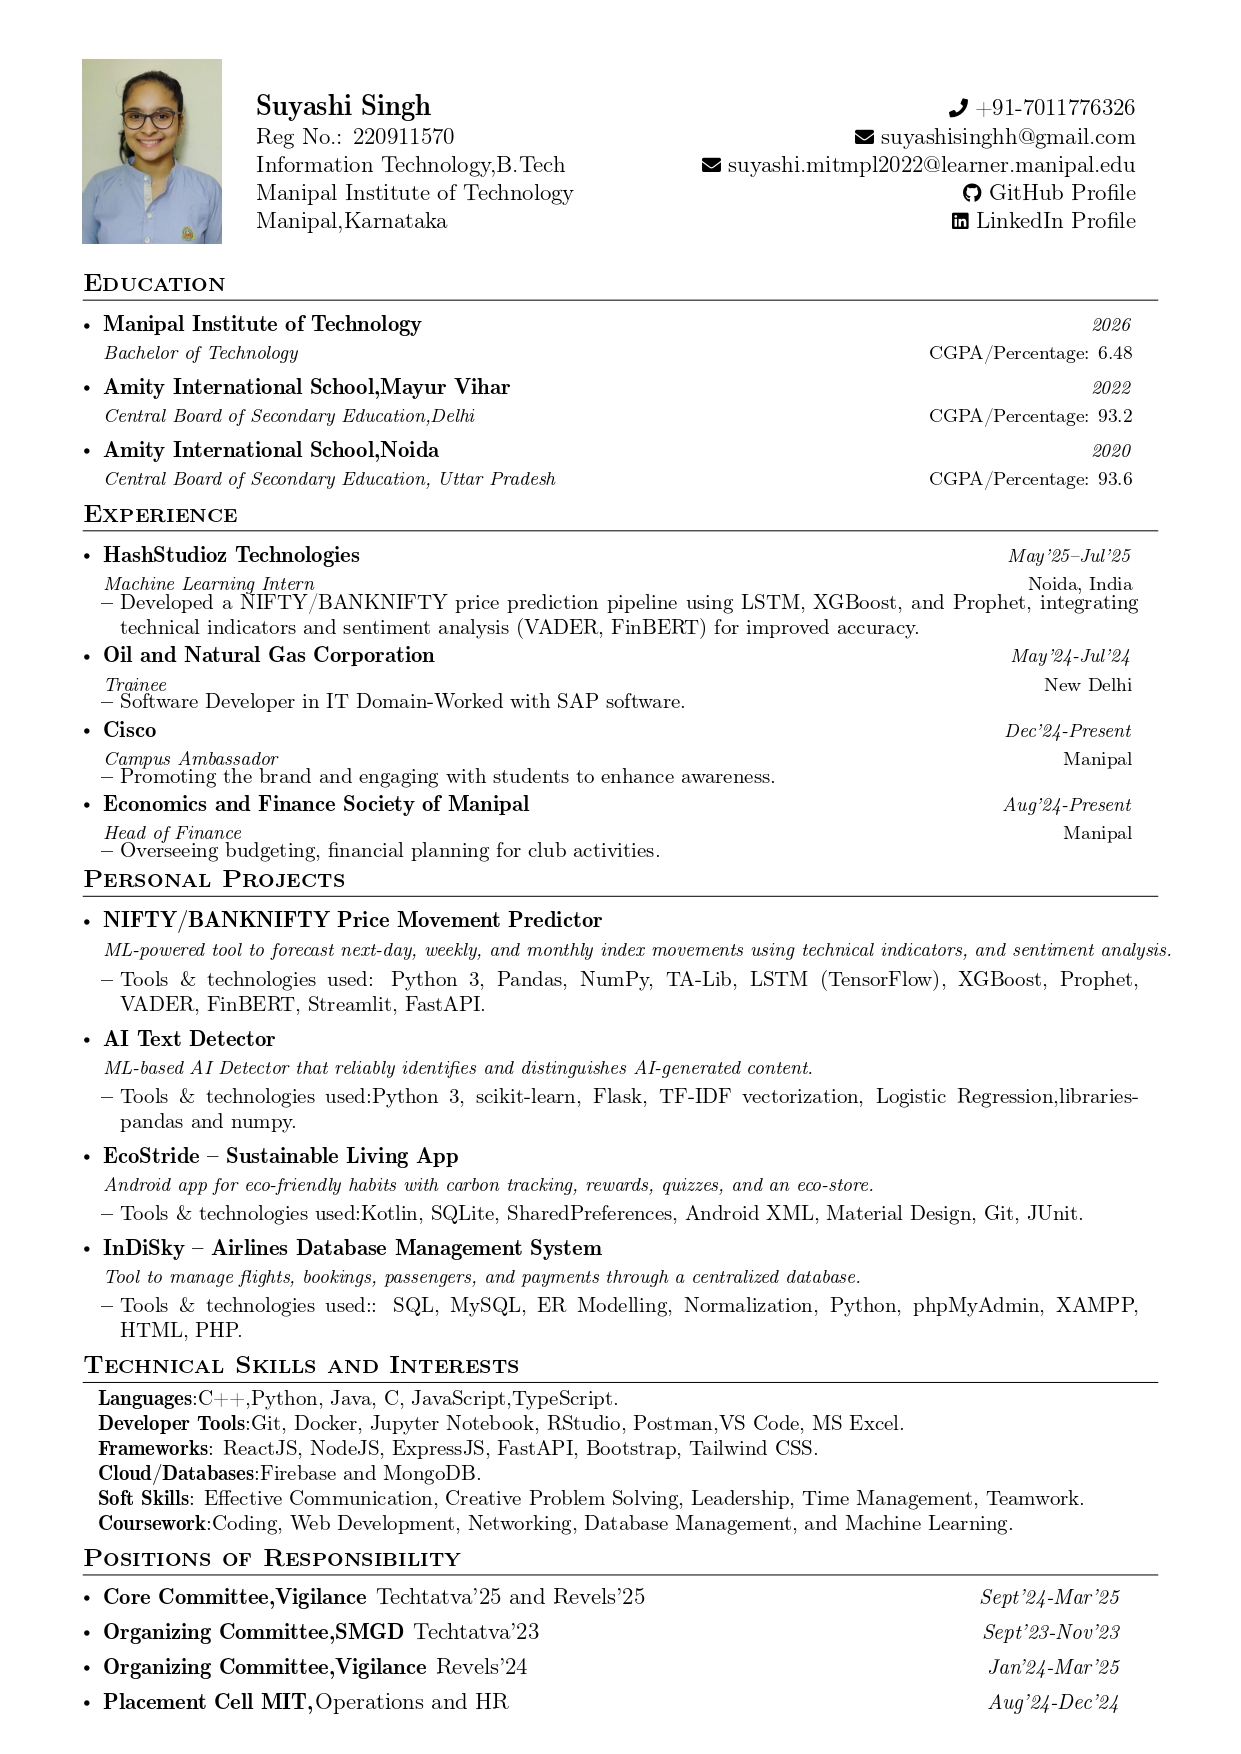 Suyashi Singh
Reg No.: 220911570
Information Technology,B.Tech
Manipal Institute of Technology
Manipal,Karnataka
+91-7011776326
suyashisinghh@gmail.com
suyashi.mitmpl2022@learner.manipal.edu
GitHub Profile
LinkedIn Profile
Education
• Manipal Institute of Technology 2026
Bachelor of Technology CGPA/Percentage: 6.48
• Amity International School,Mayur Vihar 2022
Central Board of Secondary Education,Delhi CGPA/Percentage: 93.2
• Amity International School,Noida 2020
Central Board of Secondary Education, Uttar Pradesh CGPA/Percentage: 93.6
Experience
• HashStudioz Technologies May'25–Jul'25
Machine Learning Intern Noida, India
– Developed a NIFTY/BANKNIFTY price prediction pipeline using LSTM, XGBoost, and Prophet, integrating
technical indicators and sentiment analysis (VADER, FinBERT) for improved accuracy.
• Oil and Natural Gas Corporation May'24-Jul'24
Trainee New Delhi
– Software Developer in IT Domain-Worked with SAP software.
• Cisco Dec'24-Present
Campus Ambassador Manipal
– Promoting the brand and engaging with students to enhance awareness.
• Economics and Finance Society of Manipal Aug'24-Present
Head of Finance Manipal
– Overseeing budgeting, financial planning for club activities.
Personal Projects
• NIFTY/BANKNIFTY Price Movement Predictor
ML-powered tool to forecast next-day, weekly, and monthly index movements using technical indicators, and sentiment analysis.
– Tools & technologies used: Python 3, Pandas, NumPy, TA-Lib, LSTM (TensorFlow), XGBoost, Prophet,
VADER, FinBERT, Streamlit, FastAPI.
• AI Text Detector
ML-based AI Detector that reliably identifies and distinguishes AI-generated content.
– Tools & technologies used:Python 3, scikit-learn, Flask, TF-IDF vectorization, Logistic Regression,libraries-
pandas and numpy.
• EcoStride – Sustainable Living App
Android app for eco-friendly habits with carbon tracking, rewards, quizzes, and an eco-store.
– Tools & technologies used:Kotlin, SQLite, SharedPreferences, Android XML, Material Design, Git, JUnit.
• InDiSky – Airlines Database Management System
Tool to manage flights, bookings, passengers, and payments through a centralized database.
– Tools & technologies used:: SQL, MySQL, ER Modelling, Normalization, Python, phpMyAdmin, XAMPP,
HTML, PHP.
Technical Skills and Interests
Languages:C++,Python, Java, C, JavaScript,TypeScript.
Developer Tools:Git, Docker, Jupyter Notebook, RStudio, Postman,VS Code, MS Excel.
Frameworks: ReactJS, NodeJS, ExpressJS, FastAPI, Bootstrap, Tailwind CSS.
Cloud/Databases:Firebase and MongoDB.
Soft Skills: Effective Communication, Creative Problem Solving, Leadership, Time Management, Teamwork.
Coursework:Coding, Web Development, Networking, Database Management, and Machine Learning.
Positions of Responsibility
• Core Committee,Vigilance Techtatva'25 and Revels'25 Sept'24-Mar'25
• Organizing Committee,SMGD Techtatva'23 Sept'23-Nov'23
• Organizing Committee,Vigilance Revels'24 Jan'24-Mar'25
• Placement Cell MIT,Operations and HR Aug'24-Dec'24